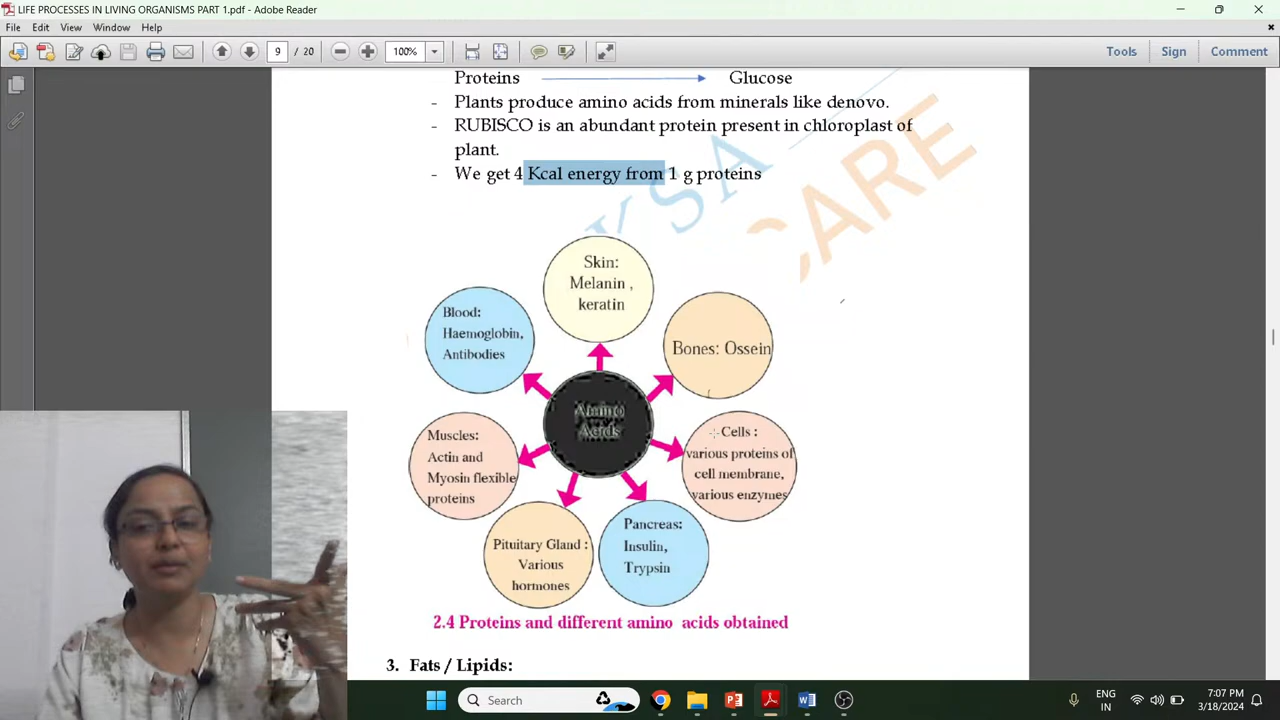 LIFE PROCESSES IN LIVING ORGANISMS PART 1.pdf - Adobe Reader
File Edit View Window Help
9 / 20 100% Tools Sign Comment
Proteins Glucose
- Plants produce amino acids from minerals like denovo.
- RUBISCO is an abundant protein present in chloroplast of
plant.
- We get 4 Kcal energy from 1 g proteins
KSA
CARE
Skin:
Melanin ,
keratin
Blood:
Haemoglobin,
Antibodies
Bones: Ossein
Amino
Acids
Muscles:
Actin and
Myosin flexible
proteins
Cells :
various proteins of
cell membrane,
various enzymes
Pituitary Gland :
Various
hormones
Pancreas:
Insulin,
Trypsin
2.4 Proteins and different amino acids obtained
3. Fats / Lipids:
Search
ENG
IN
7:07 PM
3/18/2024